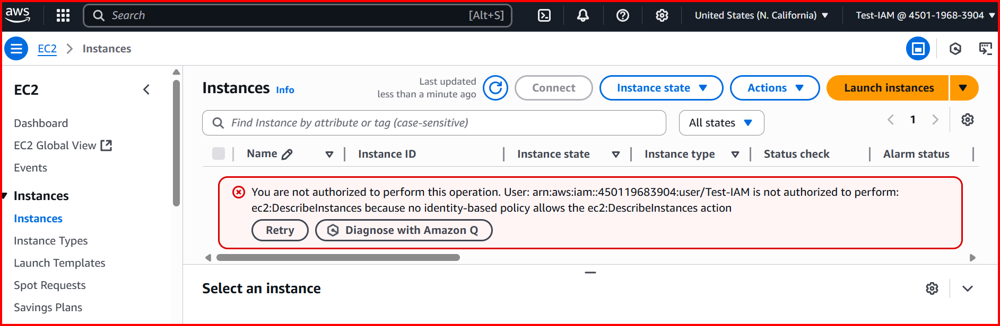 aws
Search [Alt+S]
United States (N. California)
Test-IAM @ 4501-1968-3904
EC2 Instances
EC2
Dashboard
EC2 Global View
Events
Instances
Instances
Instance Types
Launch Templates
Spot Requests
Savings Plans
Instances Info
Last updated
less than a minute ago
Connect
Instance state
Actions
Launch instances
Find Instance by attribute or tag (case-sensitive)
All states
1
Name Instance ID Instance state Instance type Status check Alarm status
You are not authorized to perform this operation. User: arn:aws:iam::450119683904:user/Test-IAM is not authorized to perform:
ec2:DescribeInstances because no identity-based policy allows the ec2:DescribeInstances action
Retry
Diagnose with Amazon Q
Select an instance